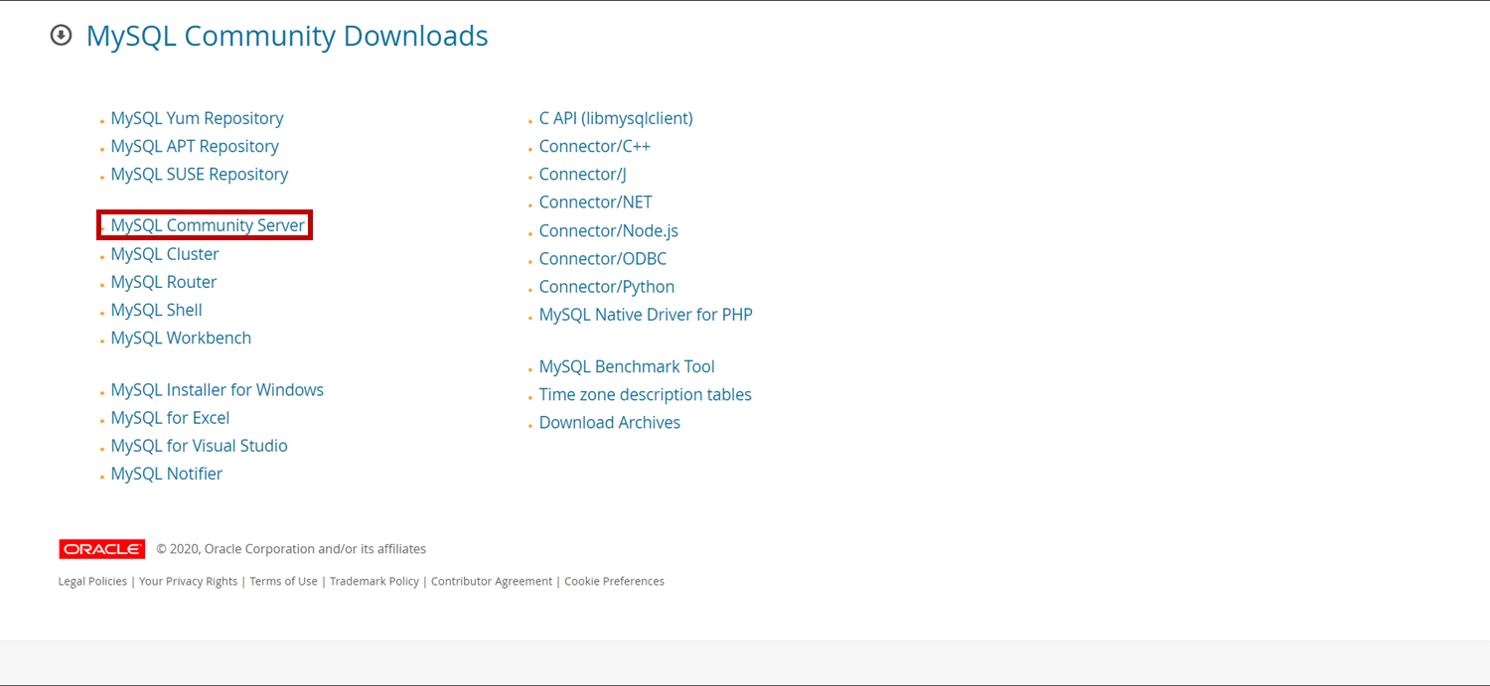 MySQL Community Downloads
MySQL Yum Repository
MySQL APT Repository
MySQL SUSE Repository
MySQL Community Server
MySQL Cluster
MySQL Router
MySQL Shell
MySQL Workbench
MySQL Installer for Windows
MySQL for Excel
MySQL for Visual Studio
MySQL Notifier
C API (libmysqlclient)
Connector/C++
Connector/J
Connector/NET
Connector/Node.js
Connector/ODBC
Connector/Python
MySQL Native Driver for PHP
MySQL Benchmark Tool
Time zone description tables
Download Archives
ORACLE © 2020, Oracle Corporation and/or its affiliates
Legal Policies | Your Privacy Rights | Terms of Use | Trademark Policy | Contributor Agreement | Cookie Preferences